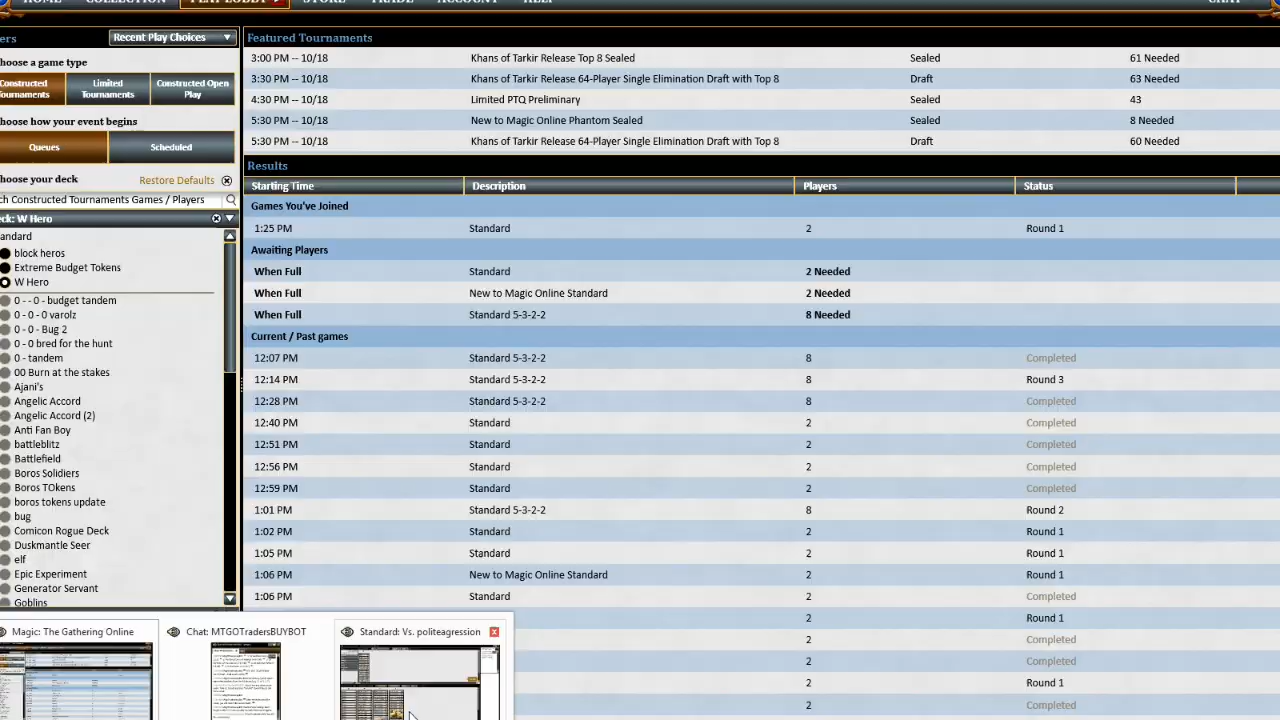 HOME COLLECTION PLAY LOBBY STORE TRADE ACCOUNT HELP CHAT
ers Recent Play Choices
hoose a game type
Constructed Tournaments
Limited Tournaments
Constructed Open Play
hoose how your event begins
Queues Scheduled
hoose your deck Restore Defaults
ch Constructed Tournaments Games / Players
eck: W Hero
andard
block heros
Extreme Budget Tokens
W Hero
0 - - 0 - budget tandem
0 - 0 - 0 varolz
0 - 0 - Bug 2
0 - 0 bred for the hunt
0 - tandem
00 Burn at the stakes
Ajani's
Angelic Accord
Angelic Accord (2)
Anti Fan Boy
battleblitz
Battlefield
Boros Soldiers
Boros TOkens
boros tokens update
bug
Comicon Rogue Deck
Duskmantle Seer
elf
Epic Experiment
Generator Servant
Goblins
Featured Tournaments
3:00 PM -- 10/18 Khans of Tarkir Release Top 8 Sealed Sealed 61 Needed
3:30 PM -- 10/18 Khans of Tarkir Release 64-Player Single Elimination Draft with Top 8 Draft 63 Needed
4:30 PM -- 10/18 Limited PTQ Preliminary Sealed 43
5:30 PM -- 10/18 New to Magic Online Phantom Sealed Sealed 8 Needed
5:30 PM -- 10/18 Khans of Tarkir Release 64-Player Single Elimination Draft with Top 8 Draft 60 Needed
Results
Starting Time Description Players Status
Games You've Joined
1:25 PM Standard 2 Round 1
Awaiting Players
When Full Standard 2 Needed
When Full New to Magic Online Standard 2 Needed
When Full Standard 5-3-2-2 8 Needed
Current / Past games
12:07 PM Standard 5-3-2-2 8 Completed
12:14 PM Standard 5-3-2-2 8 Round 3
12:28 PM Standard 5-3-2-2 8 Completed
12:40 PM Standard 2 Completed
12:51 PM Standard 2 Completed
12:56 PM Standard 2 Completed
12:59 PM Standard 2 Completed
1:01 PM Standard 5-3-2-2 8 Round 2
1:02 PM Standard 2 Round 1
1:05 PM Standard 2 Round 1
1:06 PM New to Magic Online Standard 2 Round 1
1:06 PM Standard 2 Completed
2 Round 1
2 Completed
2 Completed
2 Round 1
2 Completed
Magic: The Gathering Online
Chat: MTGOTradersBUYBOT
Standard: Vs. politeagression